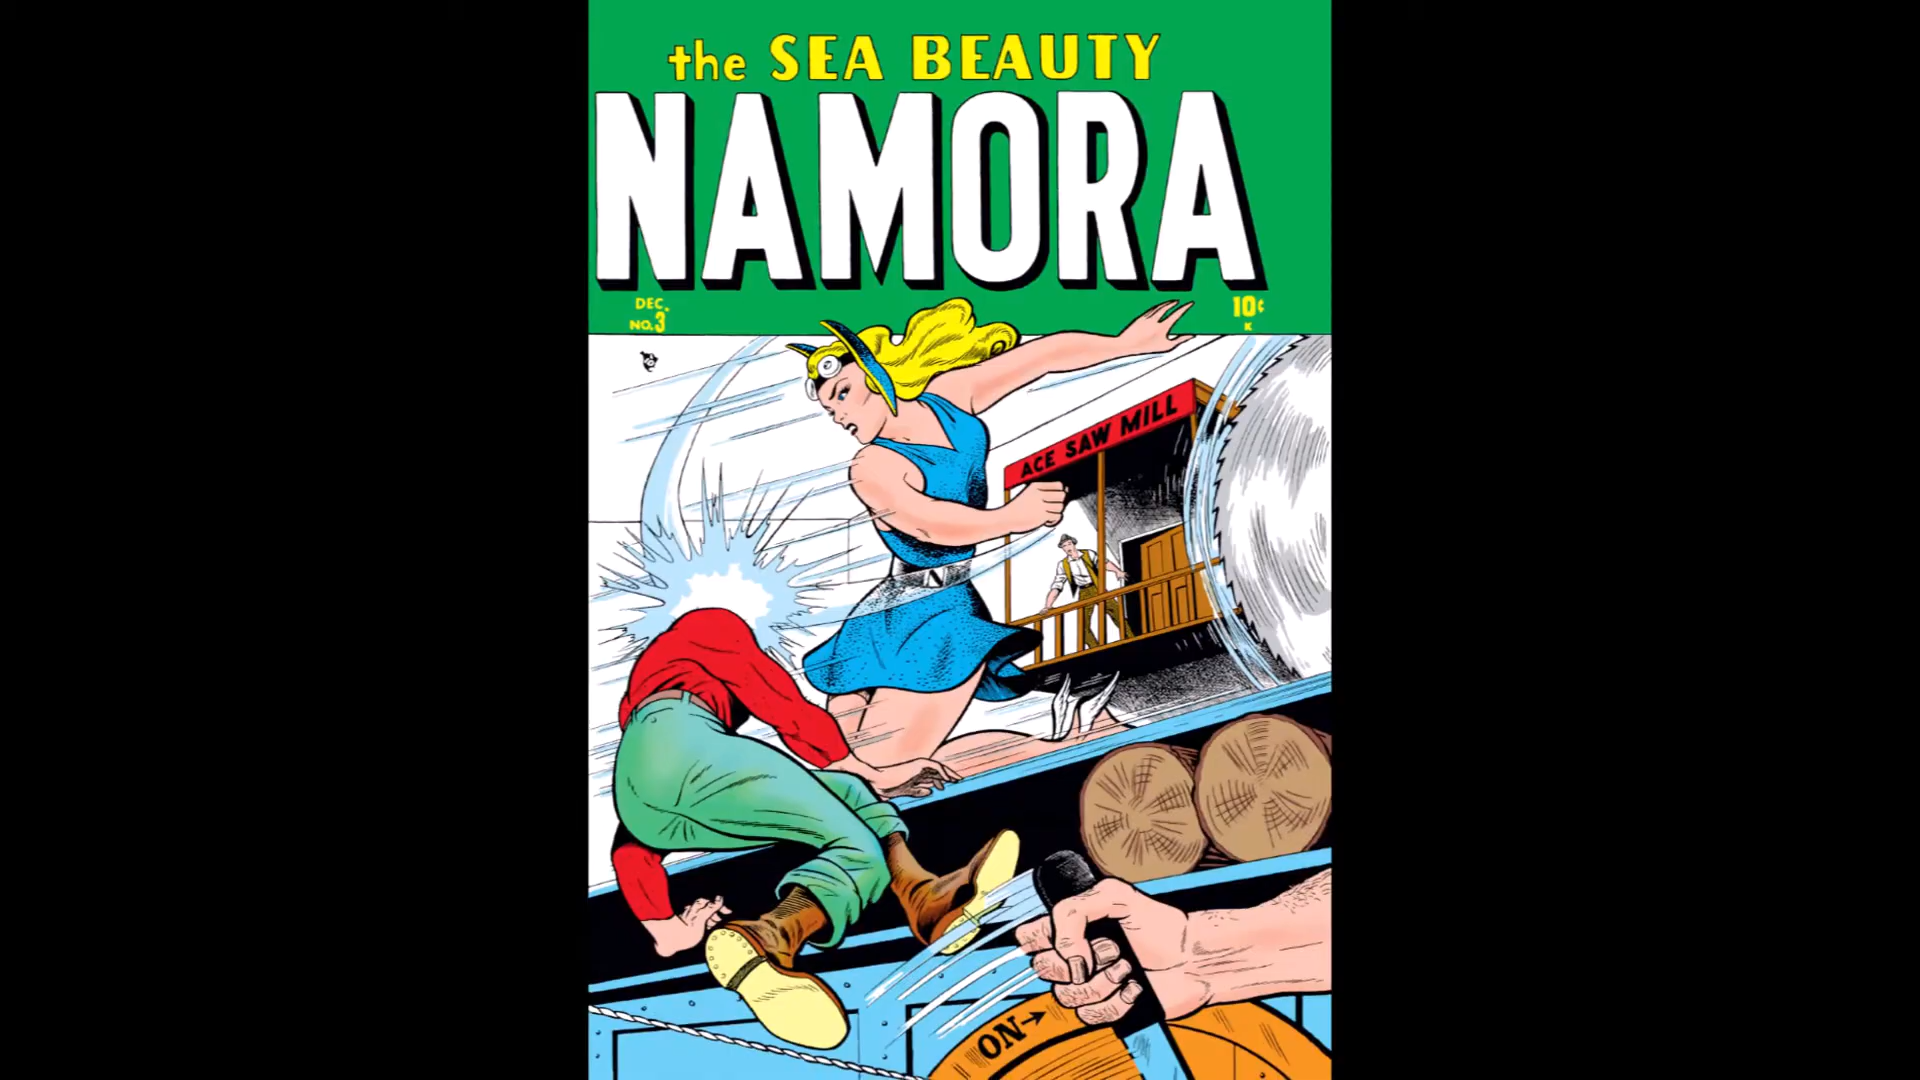 the SEA BEAUTY
NAMORA
DEC.
NO.3
10¢
K
ACE SAW MILL
N
ON→